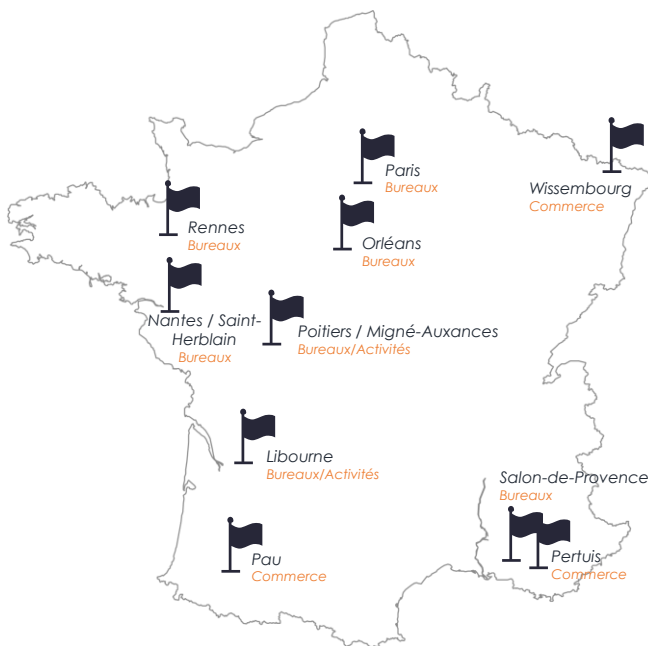 Paris
Bureaux
Wissembourg
Commerce
Rennes
Bureaux
Orléans
Bureaux
Nantes / Saint-
Herblain
Bureaux
Poitiers / Migné-Auxances
Bureaux/Activités
Libourne
Bureaux/Activités
Salon-de-Provence
Bureaux
Pau
Commerce
Pertuis
Commerce